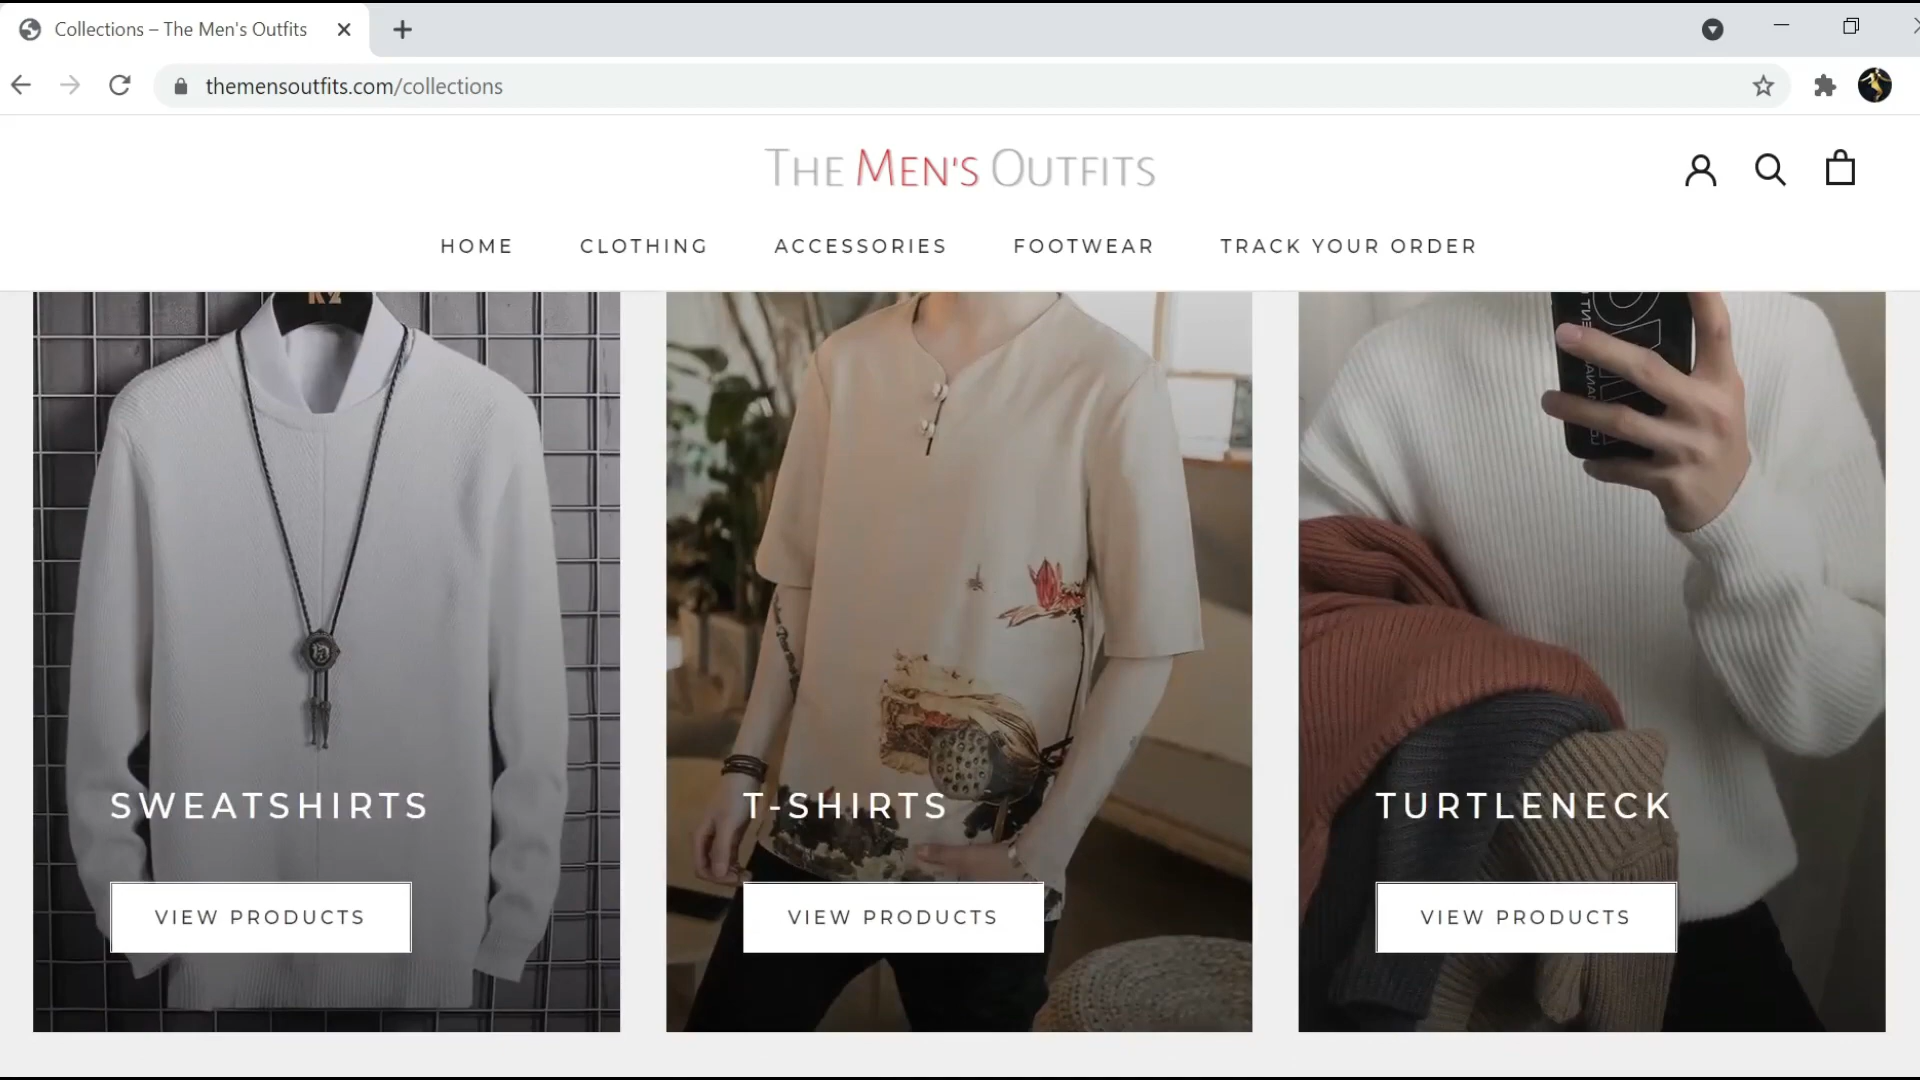 Collections – The Men's Outfits
themensoutfits.com/collections
THE MEN'S OUTFITS
HOME CLOTHING ACCESSORIES FOOTWEAR TRACK YOUR ORDER
SWEATSHIRTS T-SHIRTS TURTLENECK
VIEW PRODUCTS VIEW PRODUCTS VIEW PRODUCTS